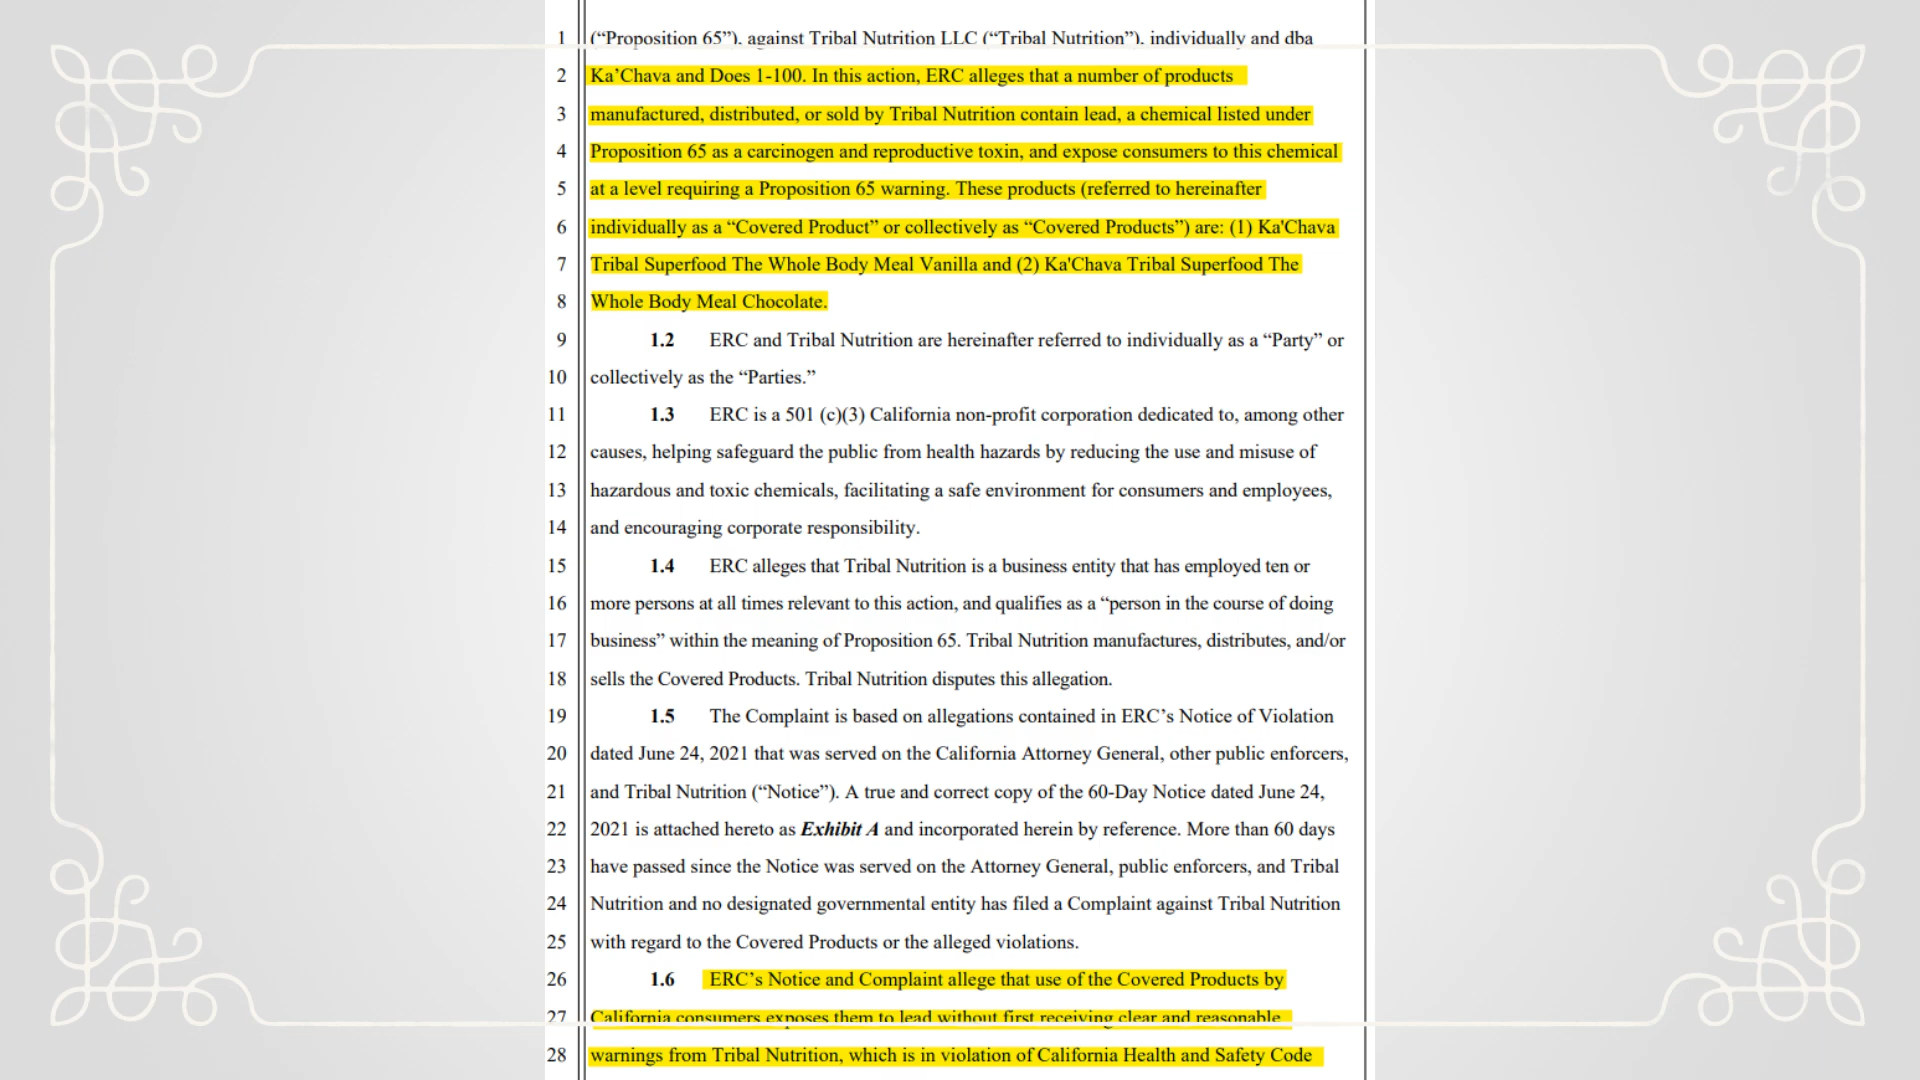 1 (“Proposition 65”), against Tribal Nutrition LLC (“Tribal Nutrition”), individually and dba
2 Ka’Chava and Does 1-100. In this action, ERC alleges that a number of products
3 manufactured, distributed, or sold by Tribal Nutrition contain lead, a chemical listed under
4 Proposition 65 as a carcinogen and reproductive toxin, and expose consumers to this chemical
5 at a level requiring a Proposition 65 warning. These products (referred to hereinafter
6 individually as a “Covered Product” or collectively as “Covered Products”) are: (1) Ka'Chava
7 Tribal Superfood The Whole Body Meal Vanilla and (2) Ka'Chava Tribal Superfood The
8 Whole Body Meal Chocolate.
9 1.2 ERC and Tribal Nutrition are hereinafter referred to individually as a “Party” or
10 collectively as the “Parties.”
11 1.3 ERC is a 501 (c)(3) California non-profit corporation dedicated to, among other
12 causes, helping safeguard the public from health hazards by reducing the use and misuse of
13 hazardous and toxic chemicals, facilitating a safe environment for consumers and employees,
14 and encouraging corporate responsibility.
15 1.4 ERC alleges that Tribal Nutrition is a business entity that has employed ten or
16 more persons at all times relevant to this action, and qualifies as a “person in the course of doing
17 business” within the meaning of Proposition 65. Tribal Nutrition manufactures, distributes, and/or
18 sells the Covered Products. Tribal Nutrition disputes this allegation.
19 1.5 The Complaint is based on allegations contained in ERC’s Notice of Violation
20 dated June 24, 2021 that was served on the California Attorney General, other public enforcers,
21 and Tribal Nutrition (“Notice”). A true and correct copy of the 60-Day Notice dated June 24,
22 2021 is attached hereto as Exhibit A and incorporated herein by reference. More than 60 days
23 have passed since the Notice was served on the Attorney General, public enforcers, and Tribal
24 Nutrition and no designated governmental entity has filed a Complaint against Tribal Nutrition
25 with regard to the Covered Products or the alleged violations.
26 1.6 ERC’s Notice and Complaint allege that use of the Covered Products by
27 California consumers exposes them to lead without first receiving clear and reasonable
28 warnings from Tribal Nutrition, which is in violation of California Health and Safety Code